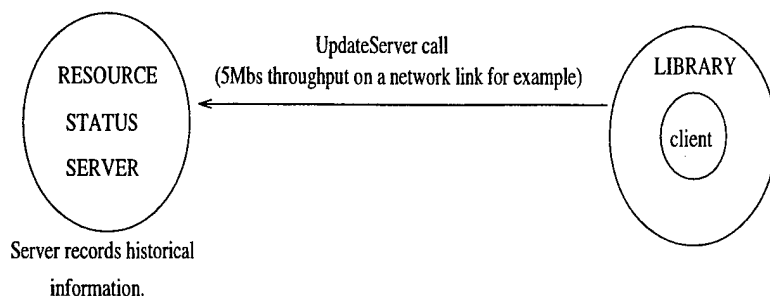 UpdateServer call
(5Mbs throughput on a network link for example)
RESOURCE
STATUS
SERVER
LIBRARY
client
Server records historical
information.